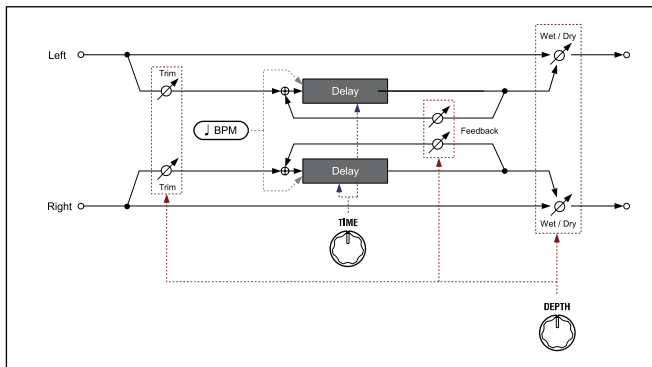 Wet / Dry
Left
Trim
Delay
♩ BPM
Feedback
Delay
Trim
Right
TIME
Wet / Dry
DEPTH